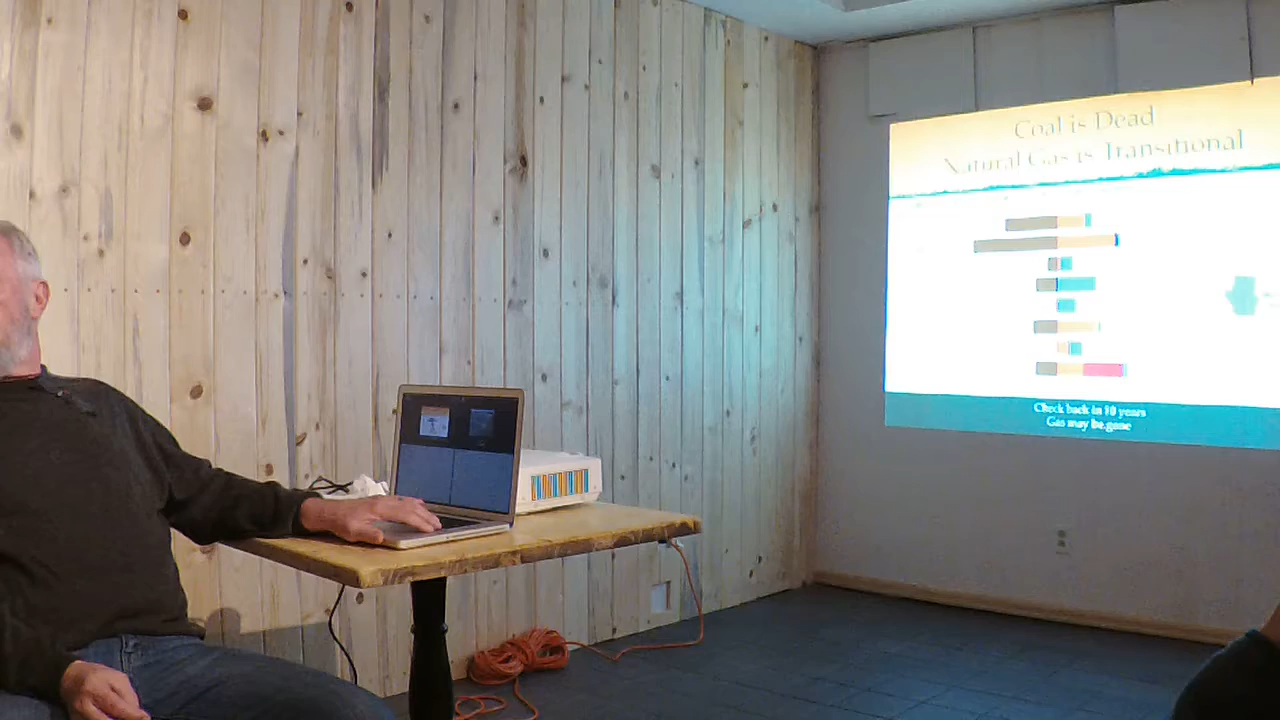 Coal is Dead
Natural Gas is Transitional
Check back in 10 years
Gas may be gone